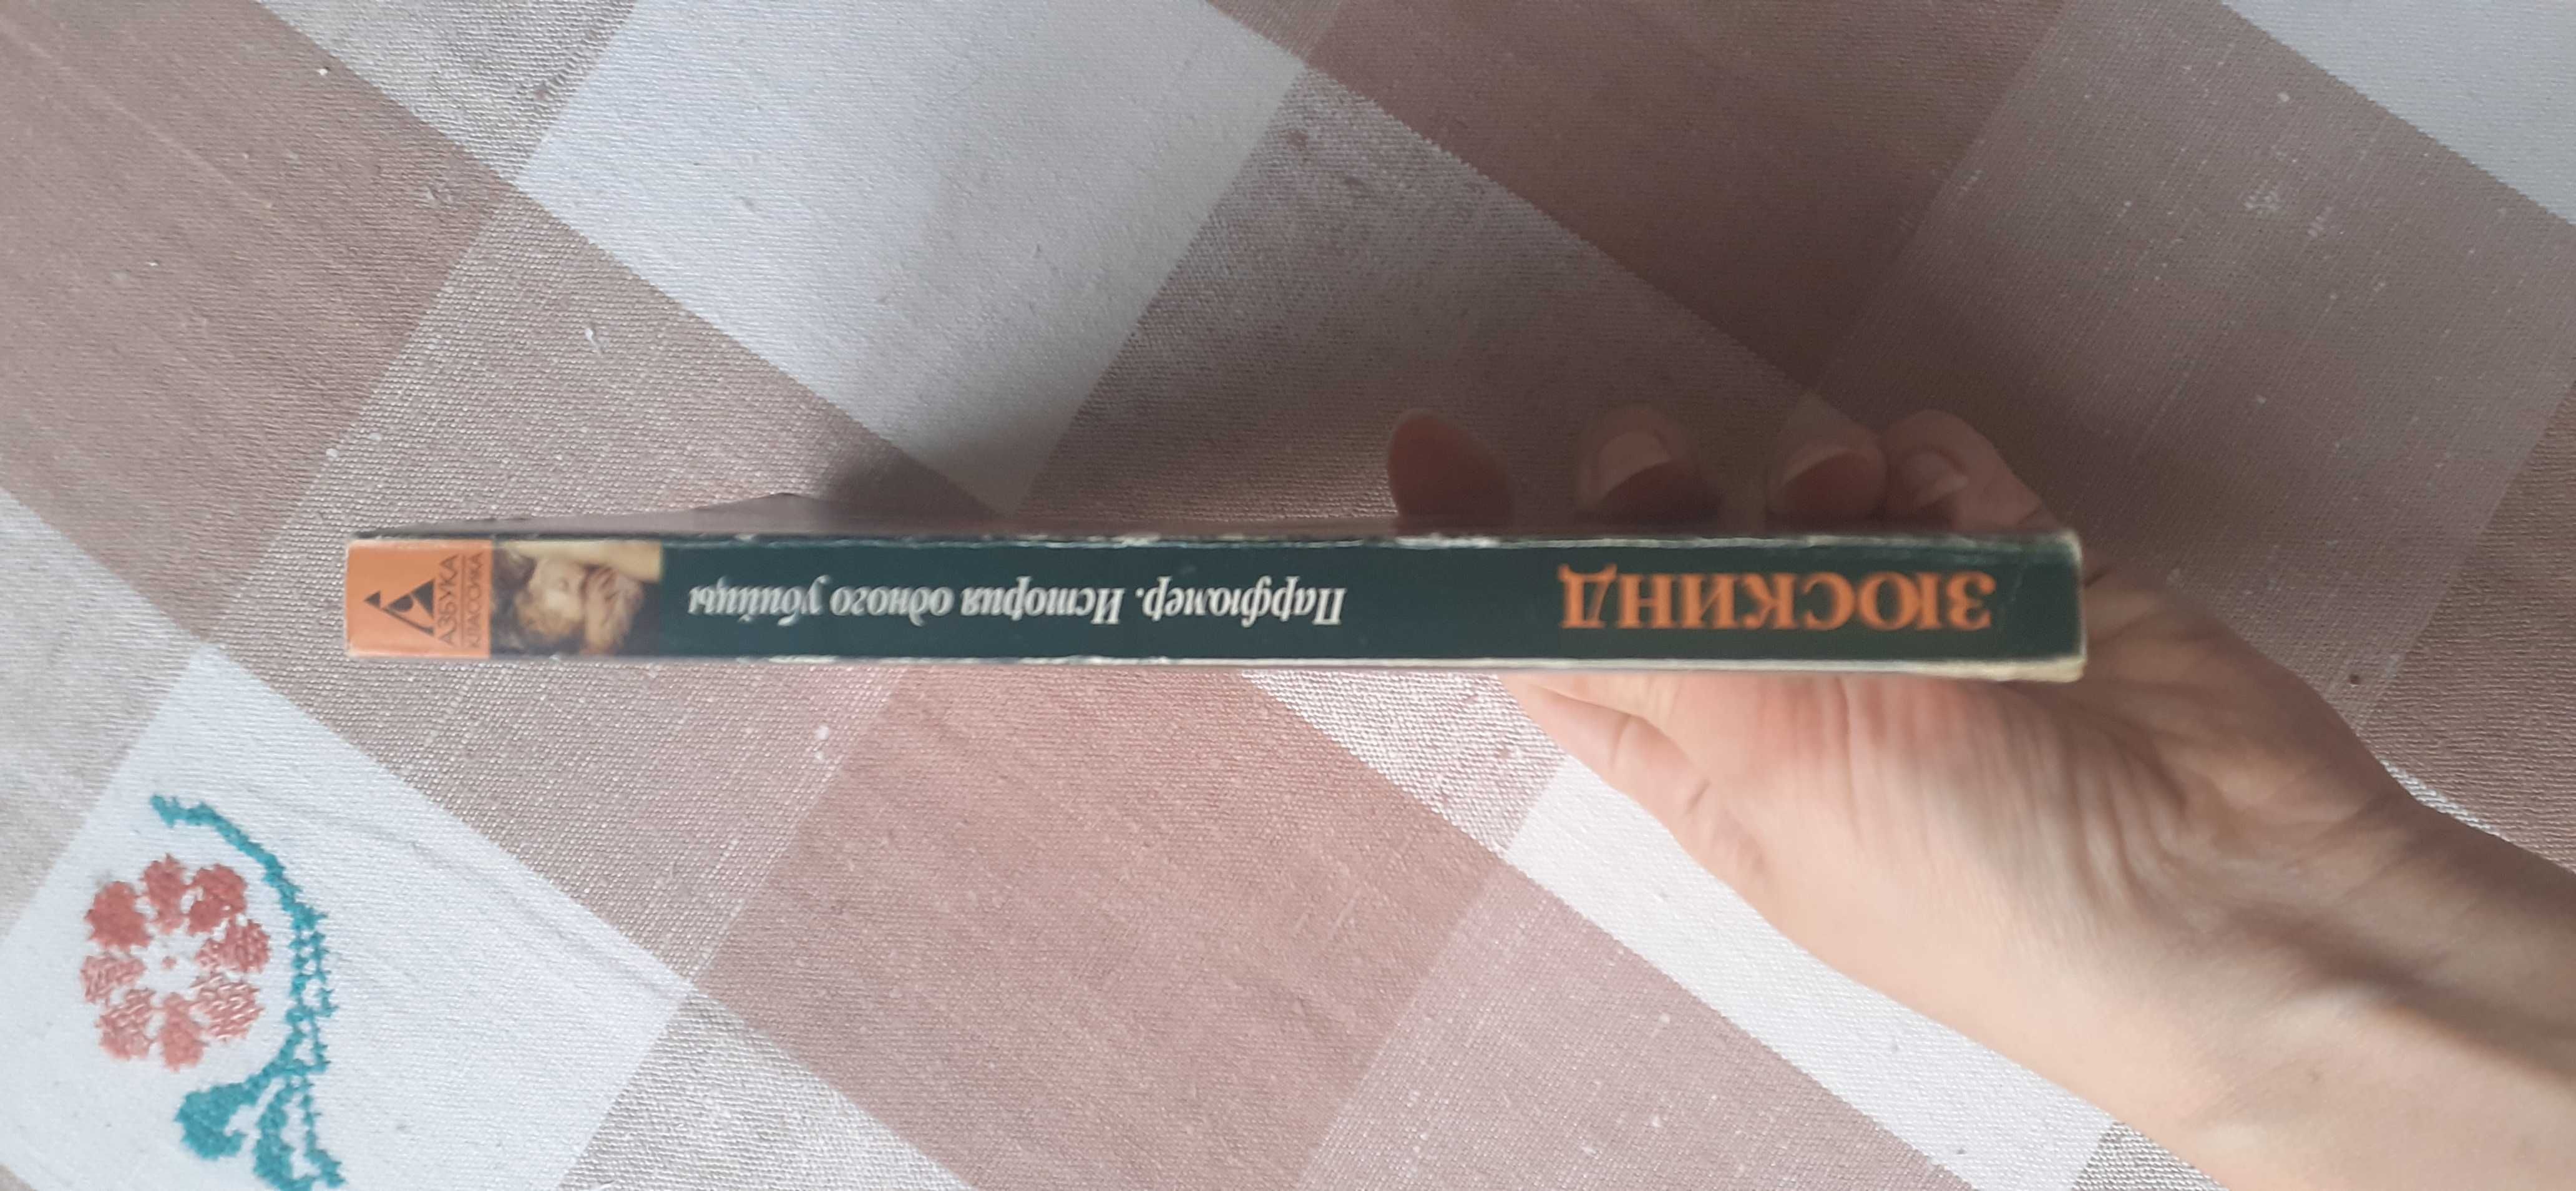 ЗЮСКИНД
Парфюмер. История одного убийцы
АЗБУКА
КЛАССИКА